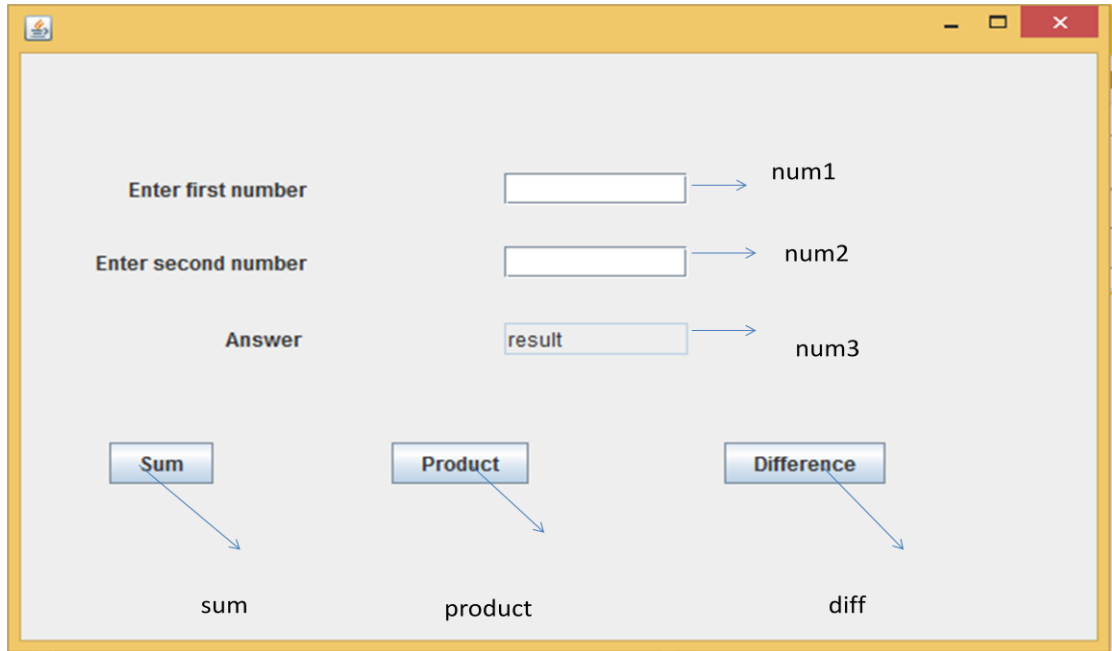 Enter first number
num1
Enter second number
num2
Answer
result
num3
Sum
Product
Difference
sum
product
diff